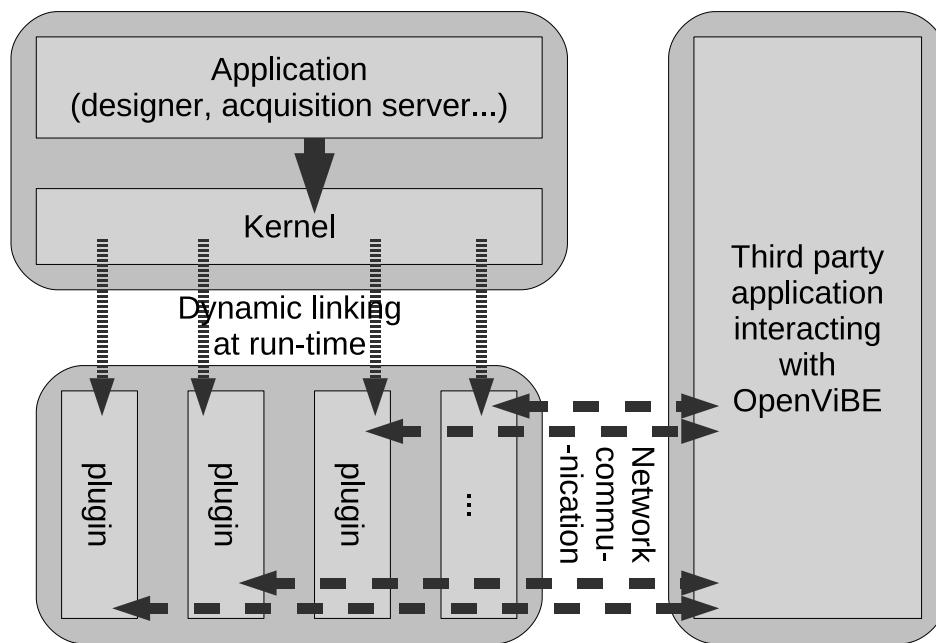 Application
(designer, acquisition server...)
Kernel
Dynamic linking
at run-time
plugin
plugin
plugin
...
Network
commu-
-nication
Third party
application
interacting
with
OpenViBE